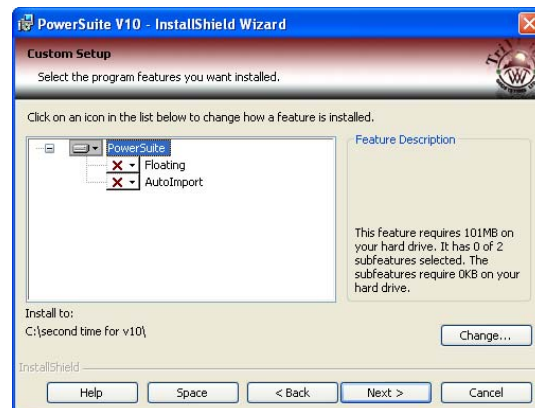 PowerSuite V10 - InstallShield Wizard
Custom Setup
Select the program features you want installed.
Click on an icon in the list below to change how a feature is installed.
PowerSuite
Floating
AutoImport
Feature Description
This feature requires 101MB on
your hard drive. It has 0 of 2
subfeatures selected. The
subfeatures require 0KB on your
hard drive.
Install to:
C:\second time for v10\
Change...
InstallShield
Help
Space
< Back
Next >
Cancel